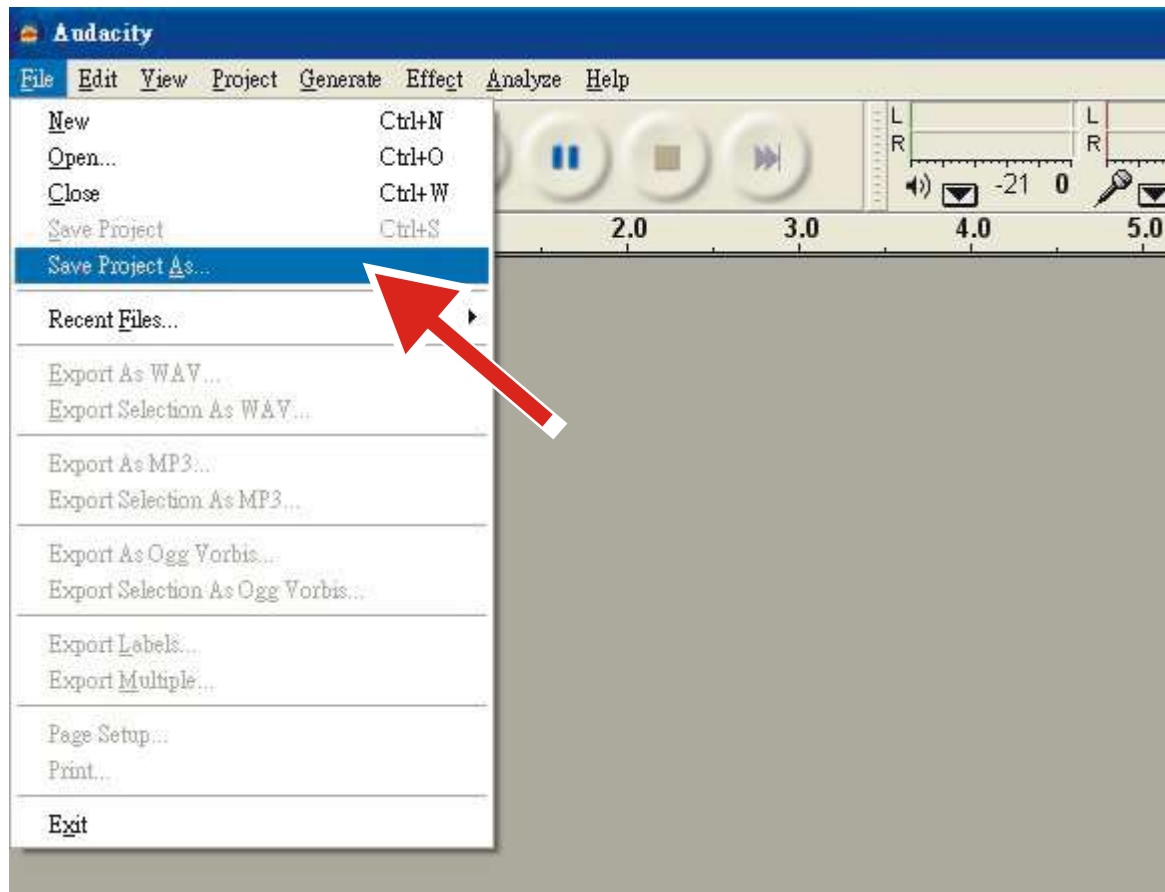 Audacity
File Edit View Project Generate Effect Analyze Help
New Ctrl+N
Open... Ctrl+O
Close Ctrl+W
Save Project Ctrl+S
Save Project As...
Recent Files...
Export As WAV...
Export Selection As WAV...
Export As MP3...
Export Selection As MP3...
Export As Ogg Vorbis...
Export Selection As Ogg Vorbis...
Export Labels...
Export Multiple...
Page Setup...
Print...
Exit
L L
R R
-21 0
2.0 3.0 4.0 5.0